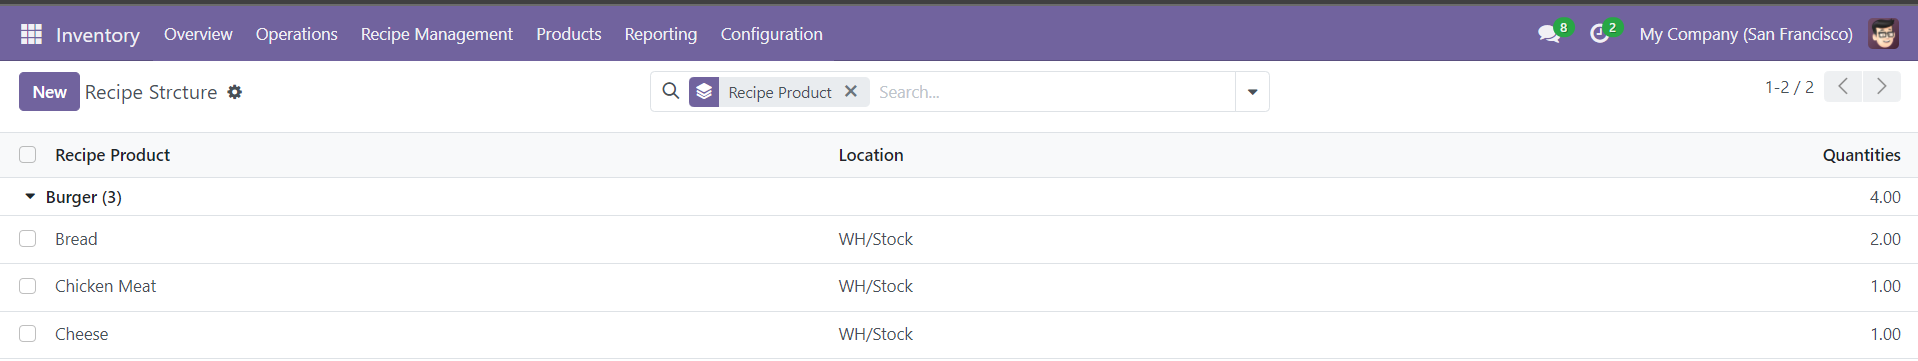 Inventory Overview Operations Recipe Management Products Reporting Configuration 8 2 My Company (San Francisco)
New Recipe Strcture Recipe Product Search... 1-2 / 2
Recipe Product Location Quantities
Burger (3) 4.00
Bread WH/Stock 2.00
Chicken Meat WH/Stock 1.00
Cheese WH/Stock 1.00